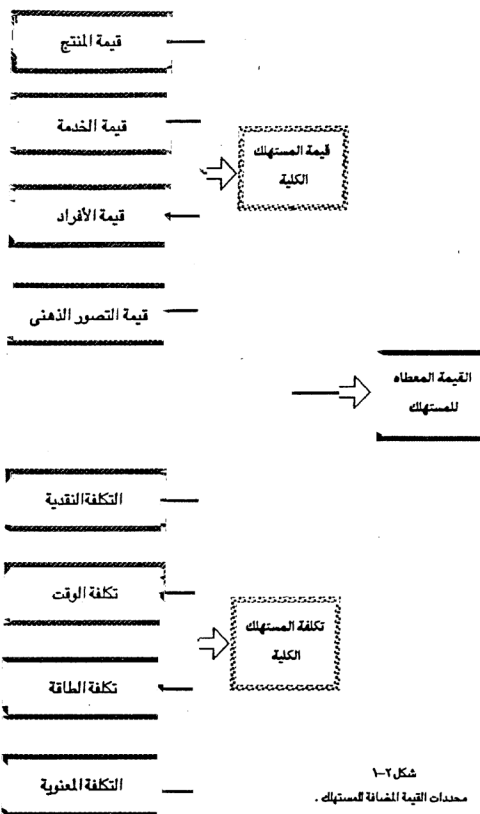 قيمة المنتج
قيمة الخدمة
قيمة المستهلك
الكلية
قيمة الأفراد
قيمة التصور الذهنى
القيمة المعطاه
للمستهلك
التكلفة النقدية
تكلفة الوقت
تكلفة المستهلك
الكلية
تكلفة الطاقة
التكلفة المعنوية
شكل ٢-١
محددات القيمة المضافة للمستهلك .